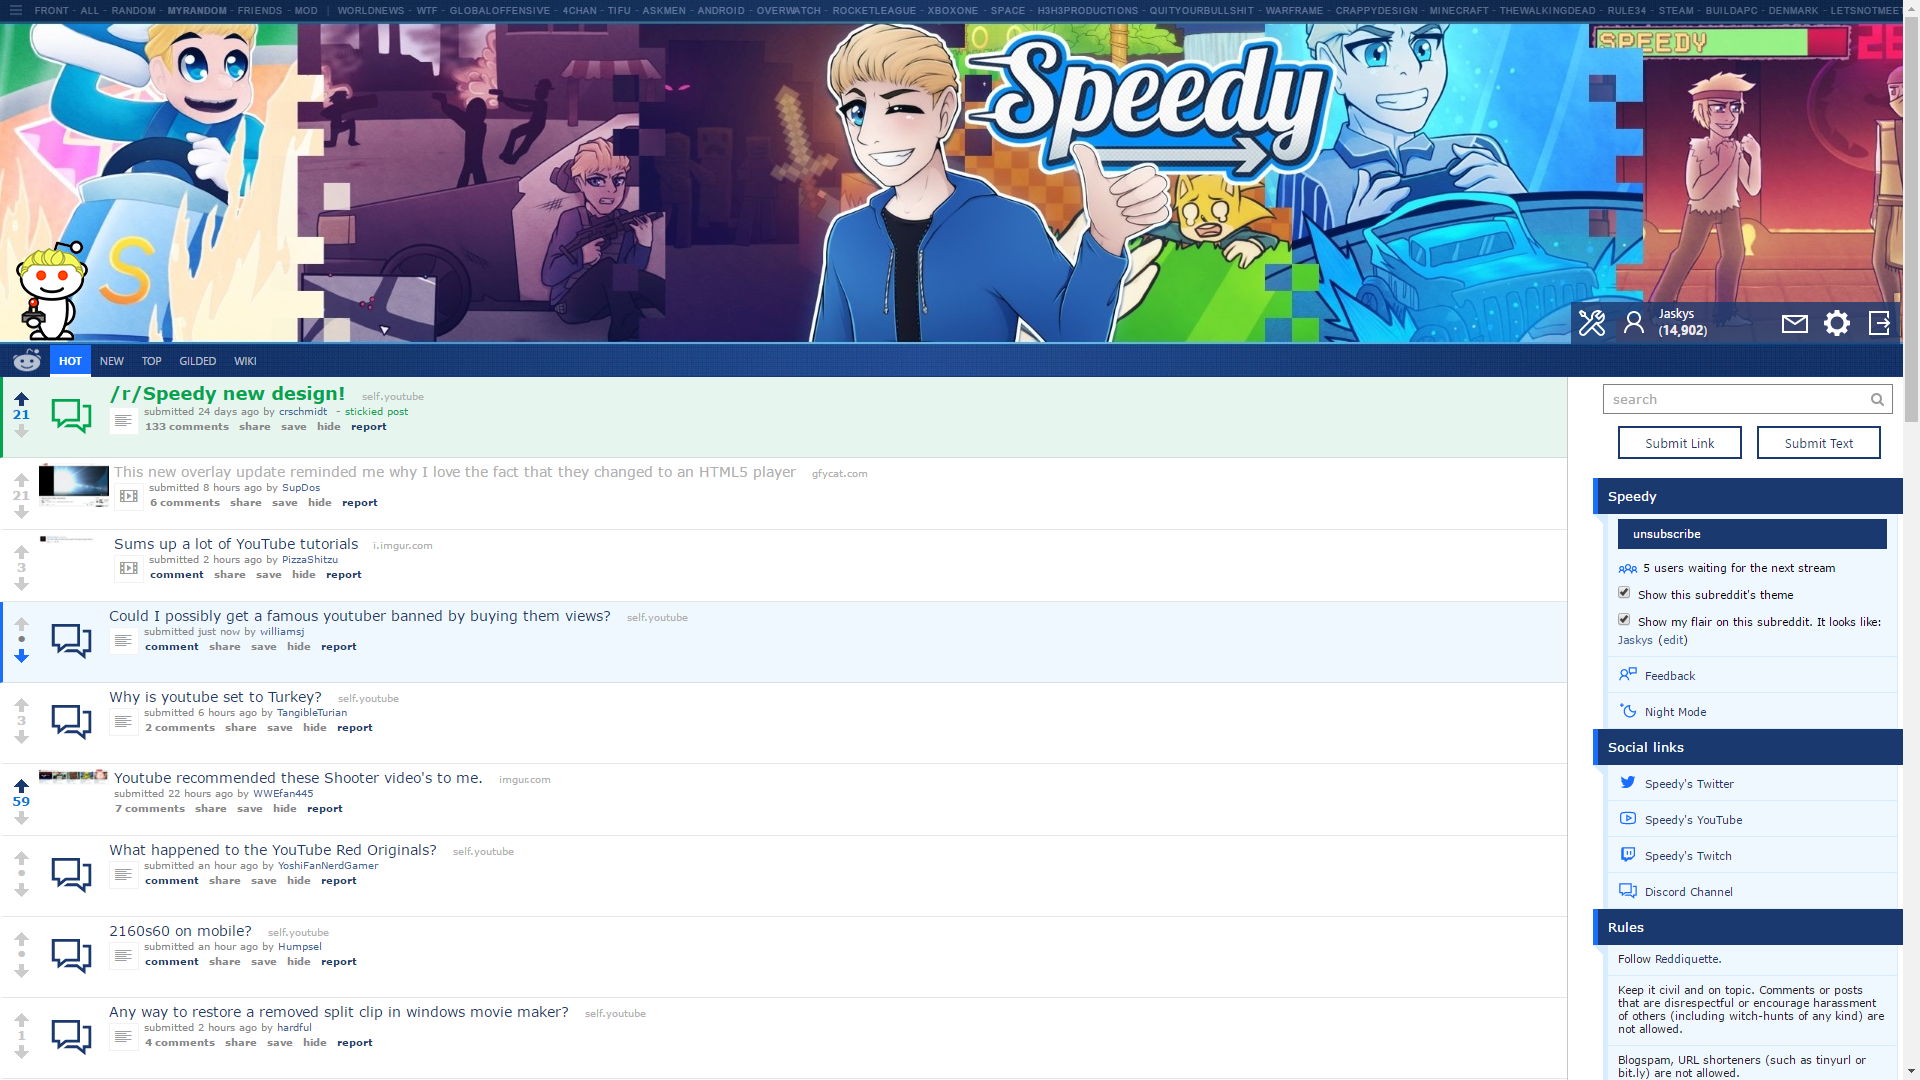 FRONT - ALL - RANDOM - MYRANDOM - FRIENDS - MOD | WORLDNEWS - WTF - GLOBALOFFENSIVE - 4CHAN - TIFU - ASKMEN - ANDROID - OVERWATCH - ROCKETLEAGUE - XBOXONE - SPACE - H3H3PRODUCTIONS - QUITYOURBULLSHIT - WARFRAME - CRAPPYDESIGN - MINECRAFT - THEWALKINGDEAD - RULE34 - STEAM - BUILDAPC - DENMARK - LETSNOTMEET
SPEEDY
Speedy
S
Jaskys
(14,902)
HOT NEW TOP GILDED WIKI
21
/r/Speedy new design! self.youtube
submitted 24 days ago by crschmidt - stickied post
133 comments share save hide report
21
This new overlay update reminded me why I love the fact that they changed to an HTML5 player gfycat.com
submitted 8 hours ago by SupDos
6 comments share save hide report
3
Sums up a lot of YouTube tutorials i.imgur.com
submitted 2 hours ago by PizzaShitzu
comment share save hide report
•
Could I possibly get a famous youtuber banned by buying them views? self.youtube
submitted just now by williamsj
comment share save hide report
3
Why is youtube set to Turkey? self.youtube
submitted 6 hours ago by TangibleTurian
2 comments share save hide report
59
Youtube recommended these Shooter video's to me. imgur.com
submitted 22 hours ago by WWEfan445
7 comments share save hide report
•
What happened to the YouTube Red Originals? self.youtube
submitted an hour ago by YoshiFanNerdGamer
comment share save hide report
•
2160s60 on mobile? self.youtube
submitted an hour ago by Humpsel
comment share save hide report
1
Any way to restore a removed split clip in windows movie maker? self.youtube
submitted 2 hours ago by hardful
4 comments share save hide report
search
Submit Link Submit Text
Speedy
unsubscribe
5 users waiting for the next stream
Show this subreddit's theme
Show my flair on this subreddit. It looks like:
Jaskys (edit)
Feedback
Night Mode
Social links
Speedy's Twitter
Speedy's YouTube
Speedy's Twitch
Discord Channel
Rules
Follow Reddiquette.
Keep it civil and on topic. Comments or posts
that are disrespectful or encourage harassment
of others (including witch-hunts of any kind) are
not allowed.
Blogspam, URL shorteners (such as tinyurl or
bit.ly) are not allowed.